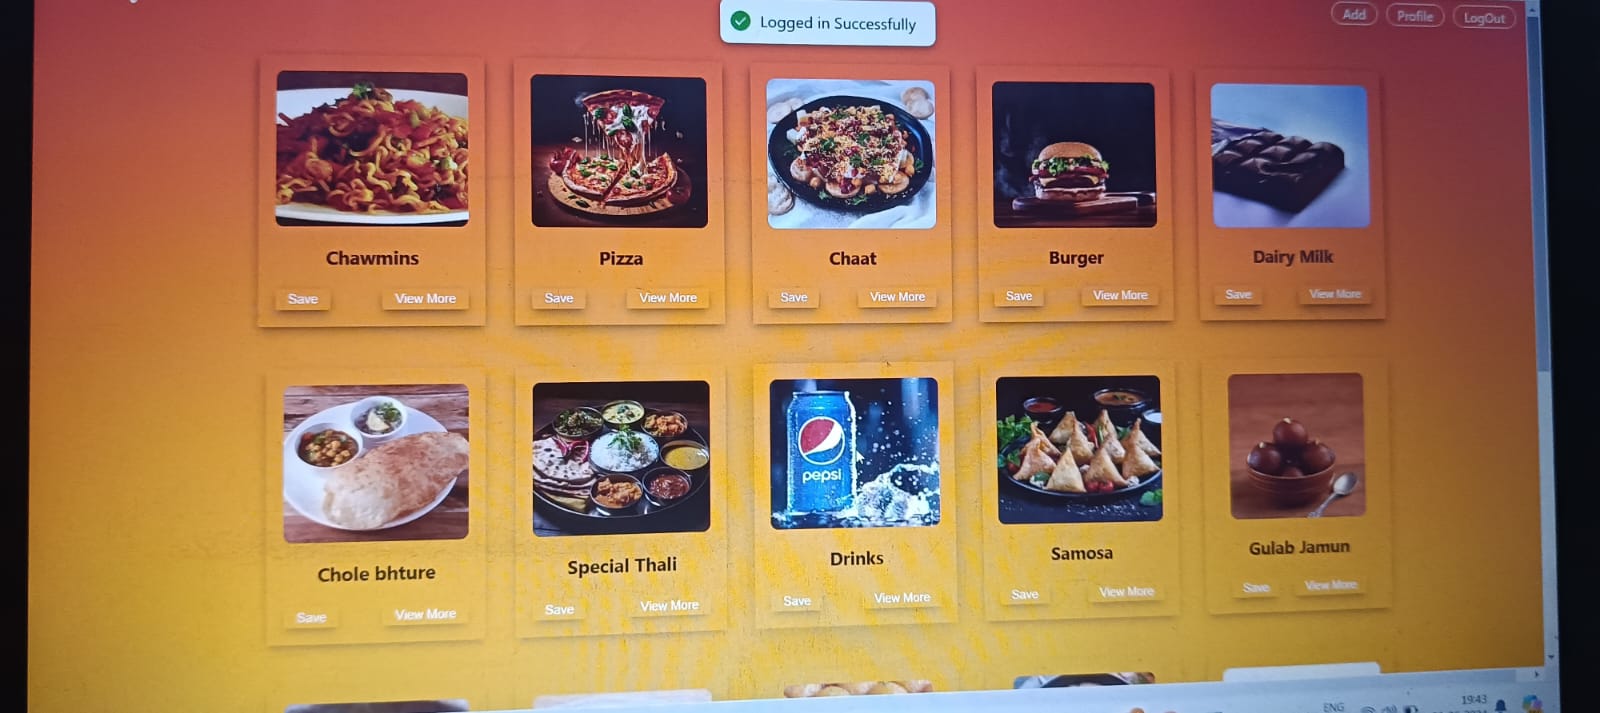 Logged in Successfully
Add Profile LogOut
Chawmins Pizza Chaat Burger Dairy Milk
Save View More Save View More Save View More Save View More Save View More
pepsi
Chole bhture Special Thali Drinks Samosa Gulab Jamun
Save View More Save View More Save View More Save View More Save View More
ENG 19:43